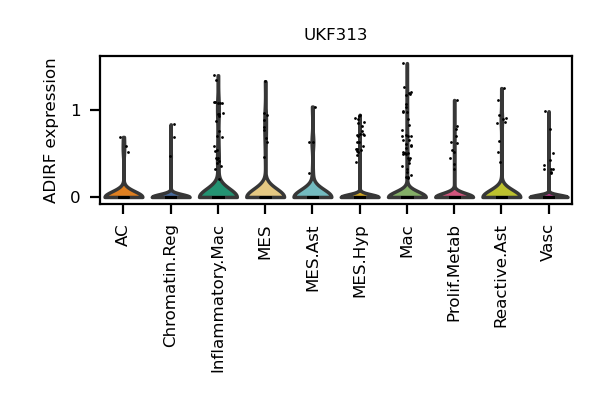 UKF313
ADIRF expression
1
0
AC
Chromatin.Reg
Inflammatory.Mac
MES
MES.Ast
MES.Hyp
Mac
Prolif.Metab
Reactive.Ast
Vasc